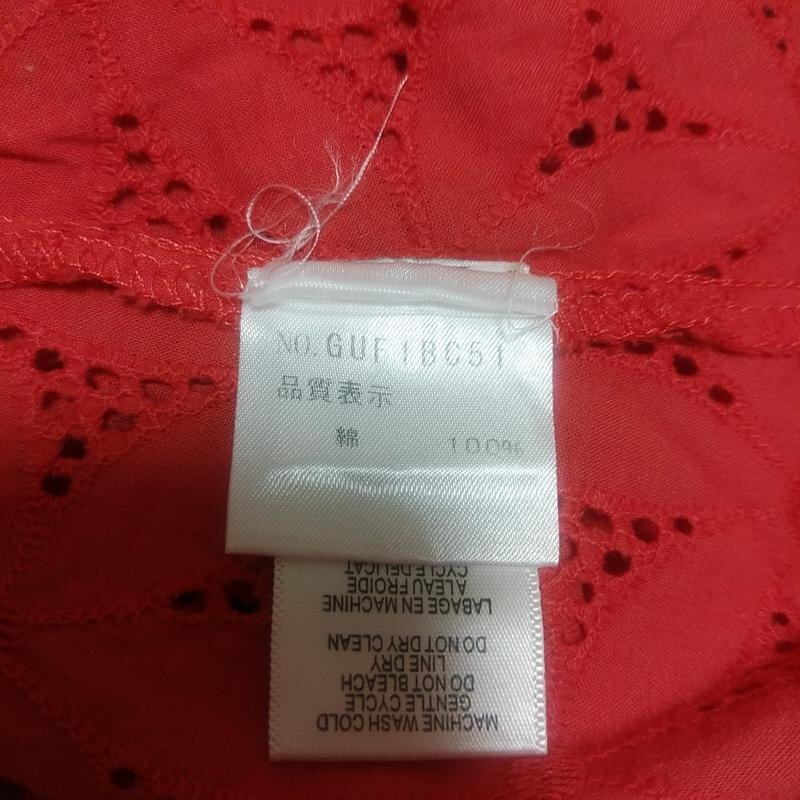 NO. GUF1BC51
品質表示
綿 100%
MACHINE WASH COLD
GENTLE CYCLE
DO NOT BLEACH
LINE DRY
DO NOT DRY CLEAN
LABAGE EN MACHINE
A LEAU FROIDE
CYCLE DELICAT